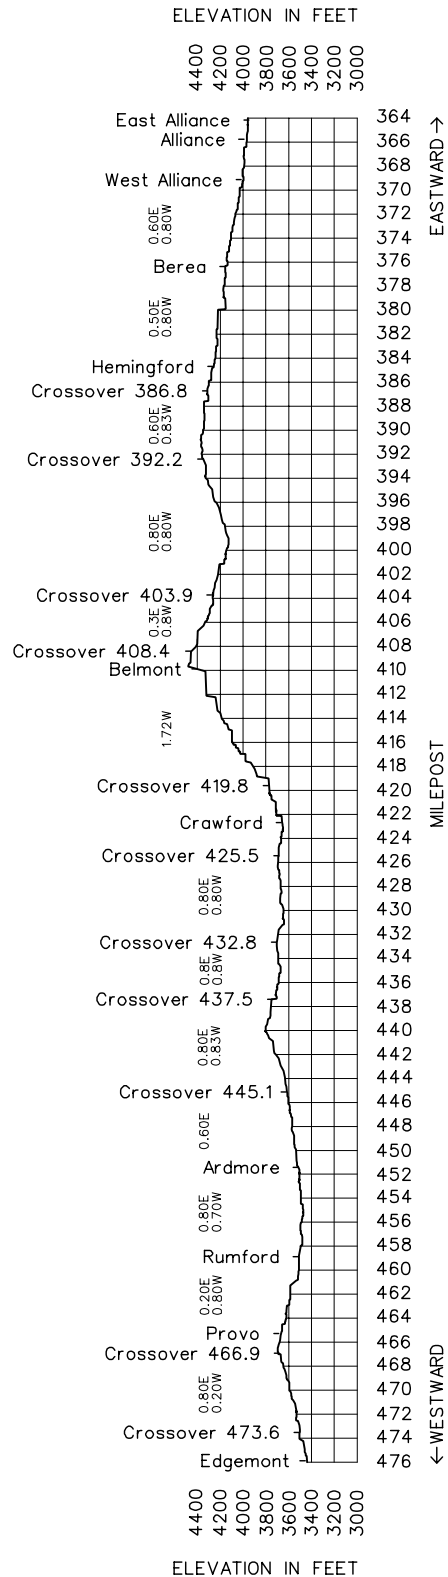 ELEVATION IN FEET
4400 4200 4000 3800 3600 3400 3200 3000
East Alliance 364
Alliance 366
EASTWARD →
368
West Alliance 370
372
0.60E
0.80W
374
376
Berea
378
380
0.50E
0.80W
382
384
Hemingford
386
Crossover 386.8
388
0.60E
0.83W
390
392
Crossover 392.2
394
396
398
0.80E
0.80W
400
402
Crossover 403.9 404
0.3E
0.8W
406
408
Crossover 408.4
Belmont 410
412
414
1.72W
416
MILEPOST
418
Crossover 419.8 420
422
Crawford
424
Crossover 425.5 426
428
0.80E
0.80W
430
432
Crossover 432.8
434
0.8E
0.8W
436
Crossover 437.5 438
440
0.80E
0.83W
442
444
Crossover 445.1
446
448
0.60E
450
Ardmore 452
454
0.80E
0.70W
456
458
Rumford
460
0.20E
0.80W
462
464
Provo
466
Crossover 466.9
468
←WESTWARD
470
0.80E
0.20W
472
Crossover 473.6 474
Edgemont 476
4400 4200 4000 3800 3600 3400 3200 3000
ELEVATION IN FEET